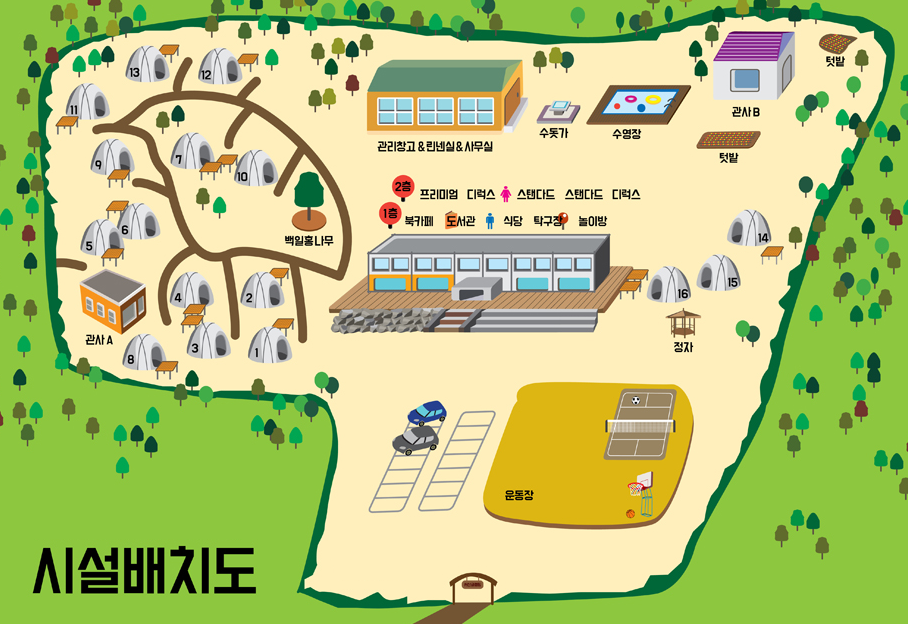 13
12
11
텃밭
관사 B
수돗가
수영장
관리창고 & 린넨실 & 사무실
7
9
10
텃밭
2층 프리미엄 디럭스 스탠다드 스탠다드 디럭스
1층 북카페 도서관 식당 탁구장 놀이방
6
5
백일홍나무
14
15
16
4
2
관사 A
정자
3
8
1
운동장
시설배치도